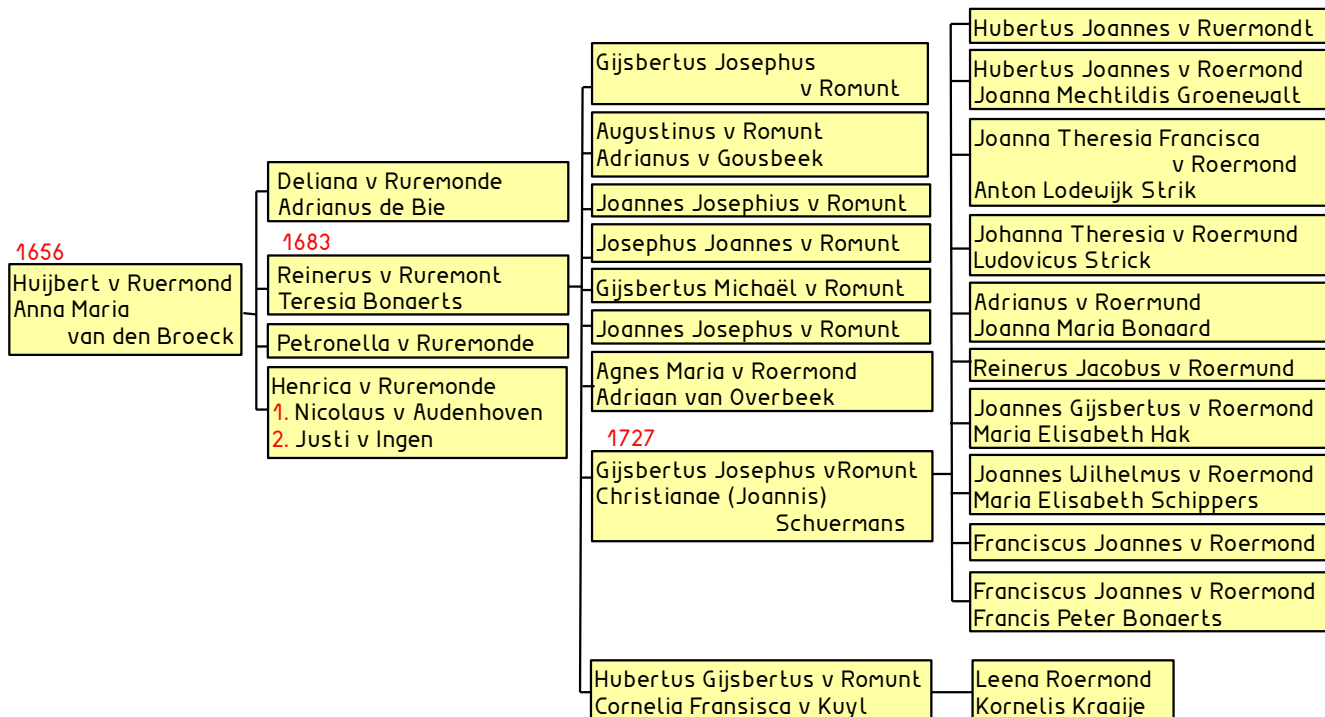 1656
Huijbert v Ruermond
Anna Maria
van den Broeck
Deliana v Ruremonde
Adrianus de Bie
1683
Reinerus v Ruremont
Teresia Bonaerts
Petronella v Ruremonde
Henrica v Ruremonde
1. Nicolaus v Audenhoven
2. Justi v Ingen
Gijsbertus Josephus
v Romunt
Augustinus v Romunt
Adrianus v Gousbeek
Joannes Josephius v Romunt
Josephus Joannes v Romunt
Gijsbertus Michaël v Romunt
Joannes Josephus v Romunt
Agnes Maria v Roermond
Adriaan van Overbeek
1727
Gijsbertus Josephus vRomunt
Christianae (Joannis)
Schuermans
Hubertus Gijsbertus v Romunt
Cornelia Fransisca v Kuyl
Hubertus Joannes v Ruermondt
Hubertus Joannes v Roermond
Joanna Mechtildis Groenewalt
Joanna Theresia Francisca
v Roermond
Anton Lodewijk Strik
Johanna Theresia v Roermund
Ludovicus Strick
Adrianus v Roermund
Joanna Maria Bonaard
Reinerus Jacobus v Roermund
Joannes Gijsbertus v Roermond
Maria Elisabeth Hak
Joannes Wilhelmus v Roermond
Maria Elisabeth Schippers
Franciscus Joannes v Roermond
Franciscus Joannes v Roermond
Francis Peter Bonaerts
Leena Roermond
Kornelis Kraaije